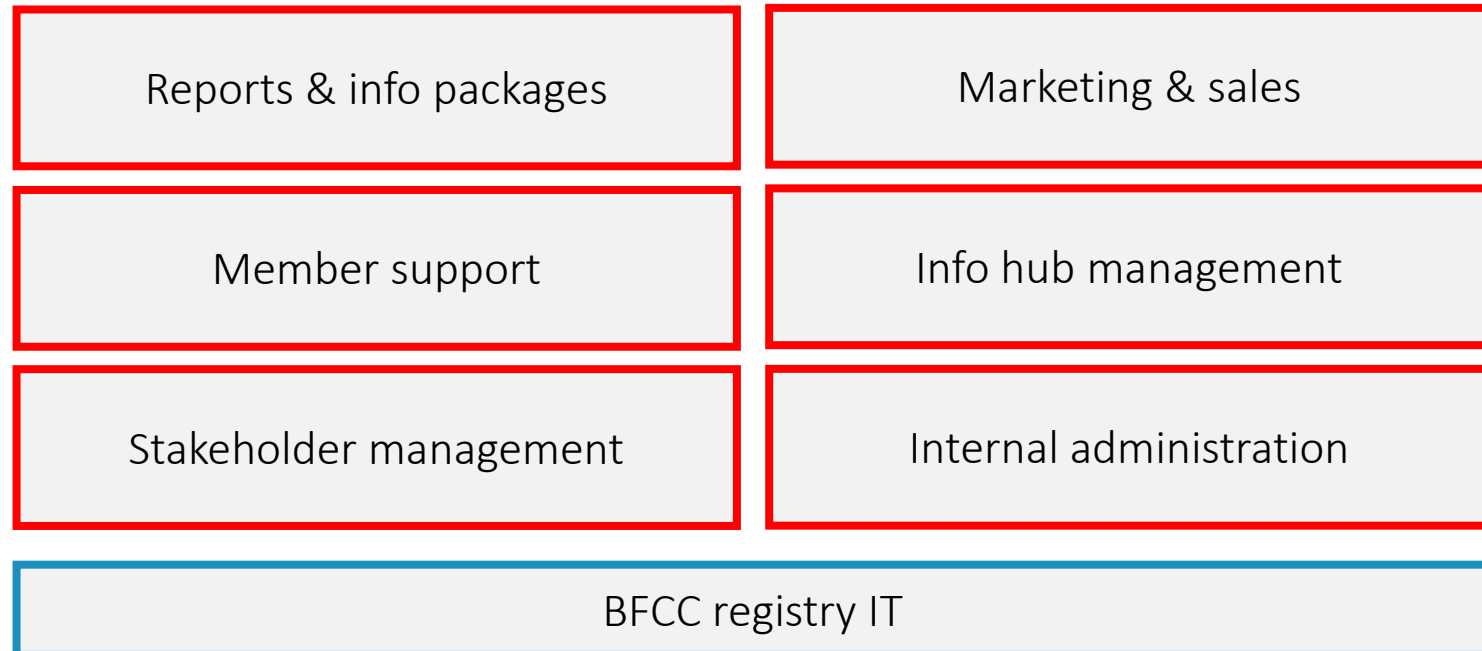 Reports & info packages
Marketing & sales
Member support
Info hub management
Stakeholder management
Internal administration
BFCC registry IT